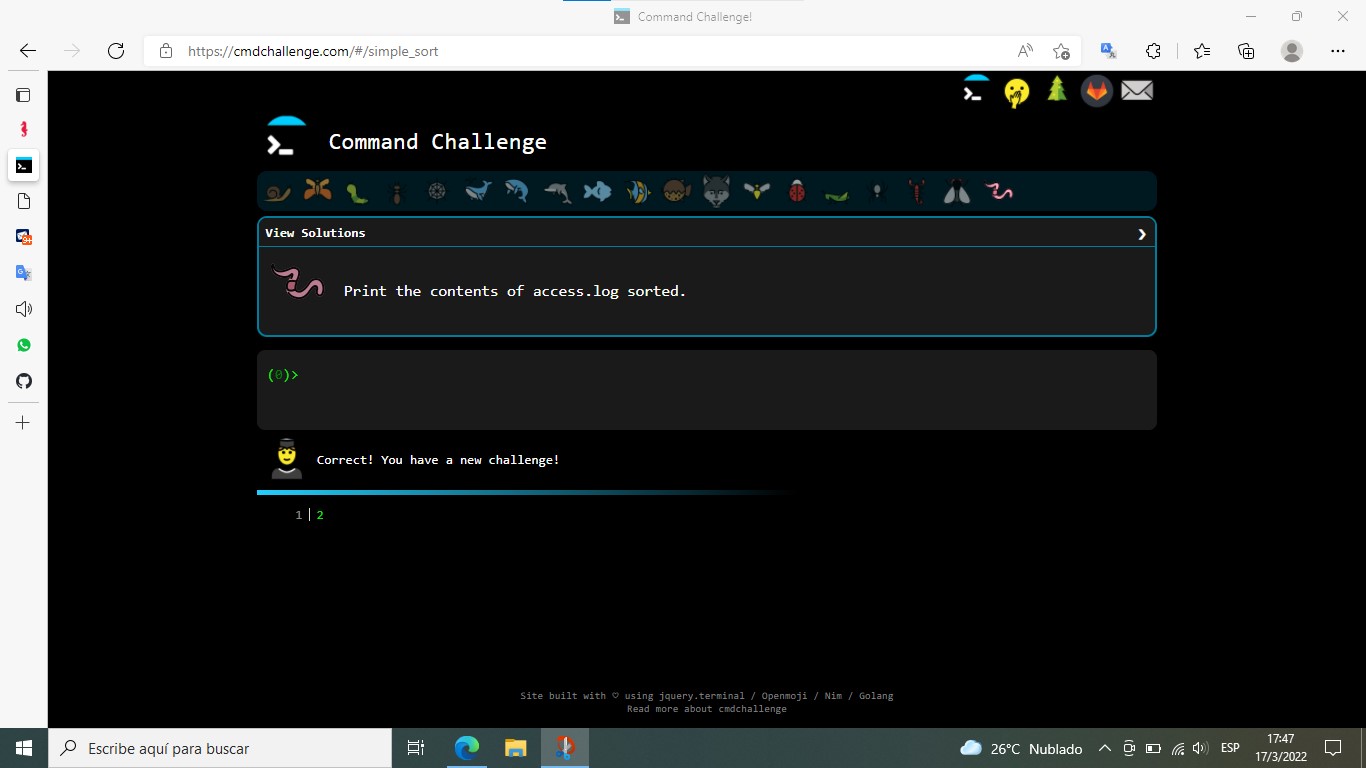 Command Challenge!
https://cmdchallenge.com/#/simple_sort
Command Challenge
View Solutions
Print the contents of access.log sorted.
(0)>
Correct! You have a new challenge!
1 | 2
Site built with ♡ using jquery.terminal / Openmoji / Nim / Golang
Read more about cmdchallenge
Escribe aquí para buscar
26°C Nublado
ESP
17:47
17/3/2022